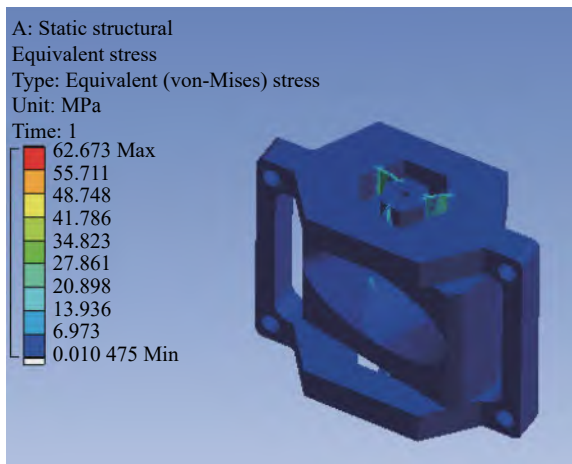 A: Static structural
Equivalent stress
Type: Equivalent (von-Mises) stress
Unit: MPa
Time: 1
62.673 Max
55.711
48.748
41.786
34.823
27.861
20.898
13.936
6.973
0.010 475 Min